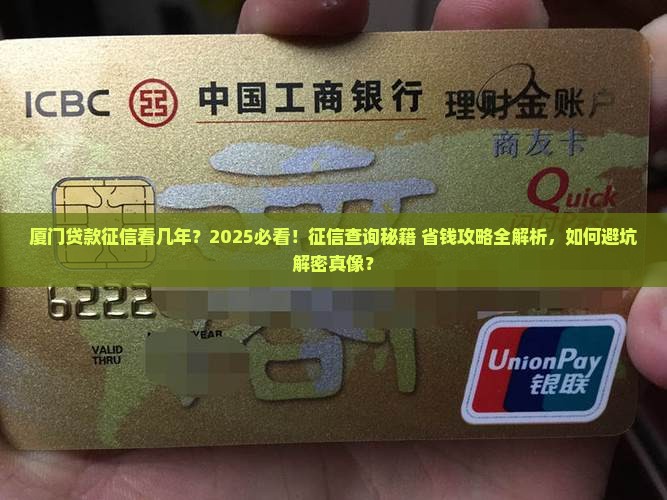 ICBC 中国工商银行 理财金账户
商友卡
Quick
厦门贷款征信看几年？2025必看！征信查询秘籍 省钱攻略全解析，如何避坑
解密真像？
6222
YEAR
VALID
THRU
UnionPay
银联